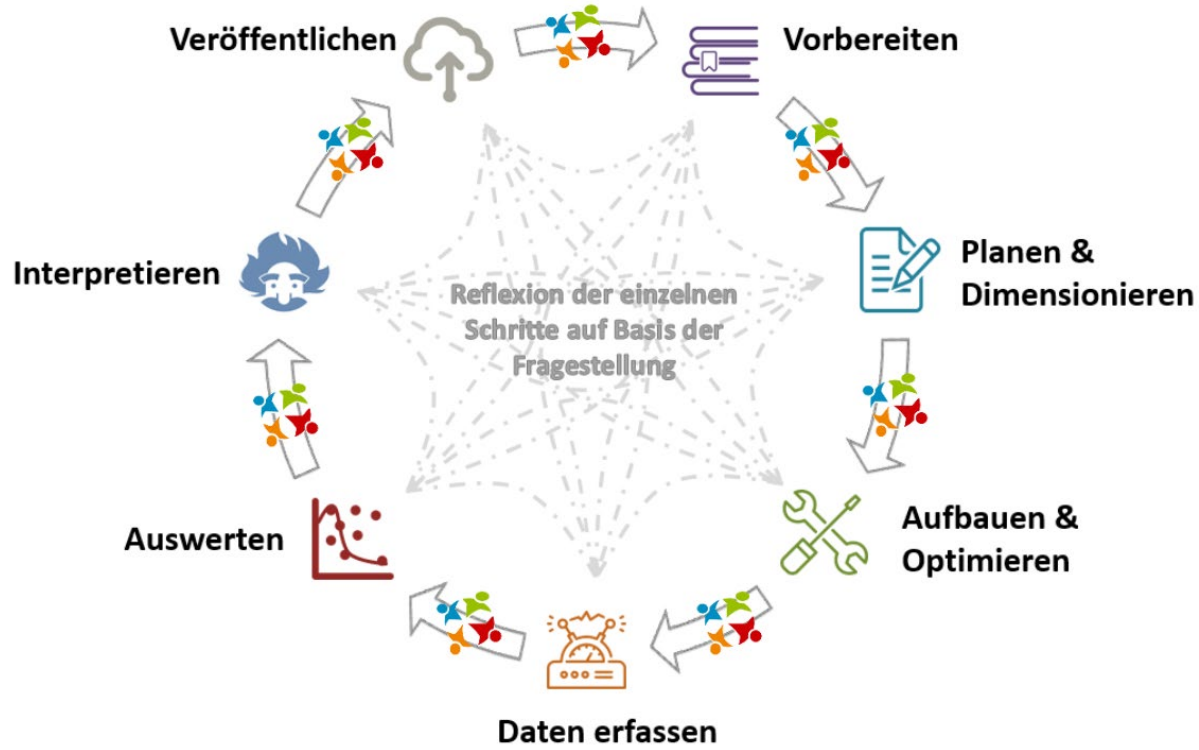 Veröffentlichen
Vorbereiten
Planen &
Dimensionieren
Aufbauen &
Optimieren
Daten erfassen
Auswerten
Interpretieren
Reflexion der einzelnen
Schritte auf Basis der
Fragestellung